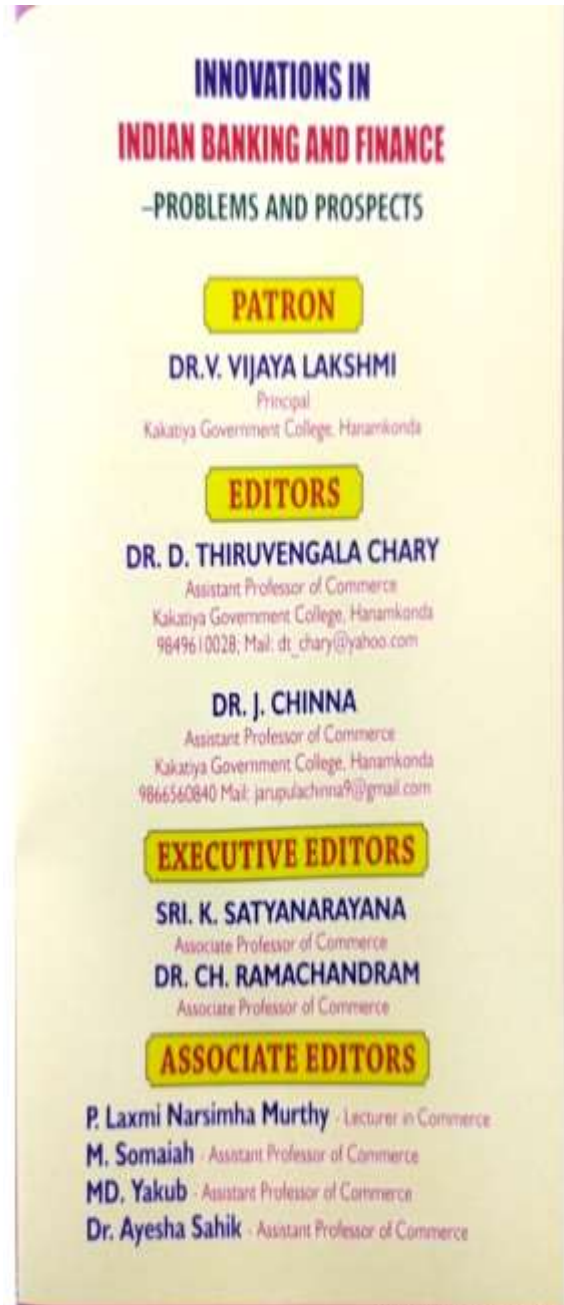 INNOVATIONS IN
INDIAN BANKING AND FINANCE
–PROBLEMS AND PROSPECTS
PATRON
DR.V. VIJAYA LAKSHMI
Principal
Kakatiya Government College, Hanamkonda
EDITORS
DR. D. THIRUVENGALA CHARY
Assistant Professor of Commerce
Kakatiya Government College, Hanamkonda
9849610028; Mail: dt_chary@yahoo.com
DR. J. CHINNA
Assistant Professor of Commerce
Kakatiya Government College, Hanamkonda
9866560840 Mail: jarupulachinna9@gmail.com
EXECUTIVE EDITORS
SRI. K. SATYANARAYANA
Associate Professor of Commerce
DR. CH. RAMACHANDRAM
Associate Professor of Commerce
ASSOCIATE EDITORS
P. Laxmi Narsimha Murthy - Lecturer in Commerce
M. Somaiah - Assistant Professor of Commerce
MD. Yakub - Assistant Professor of Commerce
Dr. Ayesha Sahik - Assistant Professor of Commerce